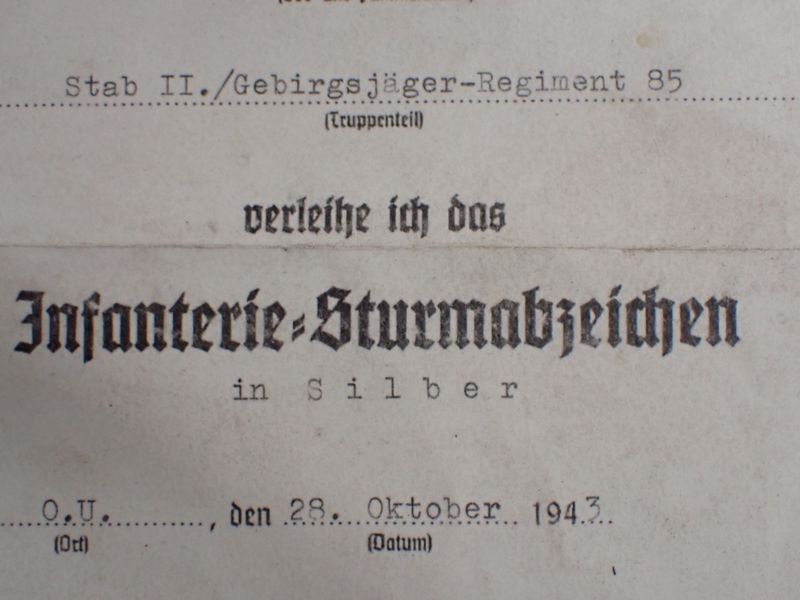 Stab II./Gebirgsjäger-Regiment 85
(Truppenteil)
verleihe ich das
Infanterie-Sturmabzeichen
in Silber
O.U. , den 28. Oktober 1943.
(Ort) (Datum)